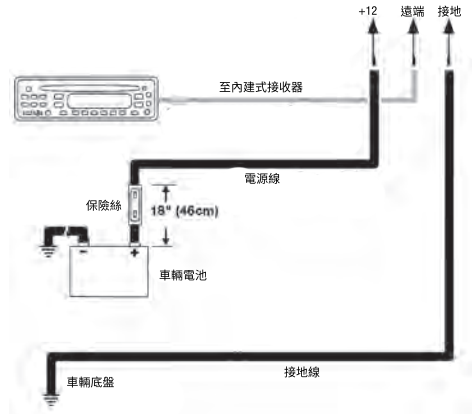 +12 遠端 接地
至內建式接收器
電源線
保險絲
18" (46cm)
- +
車輛電池
接地線
車輛底盤